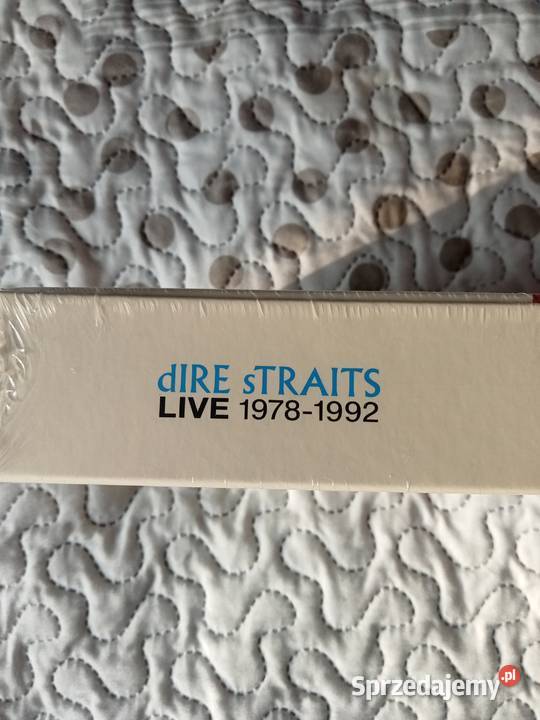 dIRE sTRAITS
LIVE 1978-1992
Sprzedajemy.pl